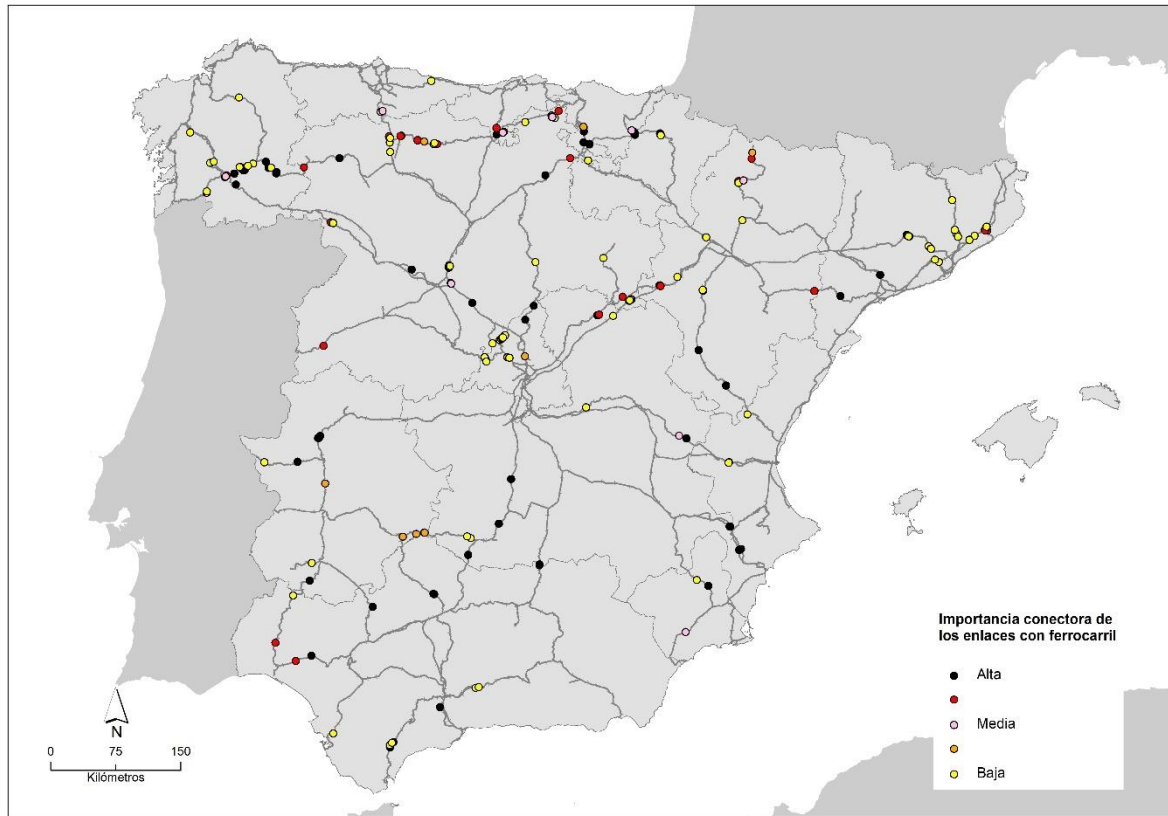 Importancia conectora de
los enlaces con ferrocarril
Alta
Media
Baja
N
0 75 150
Kilómetros